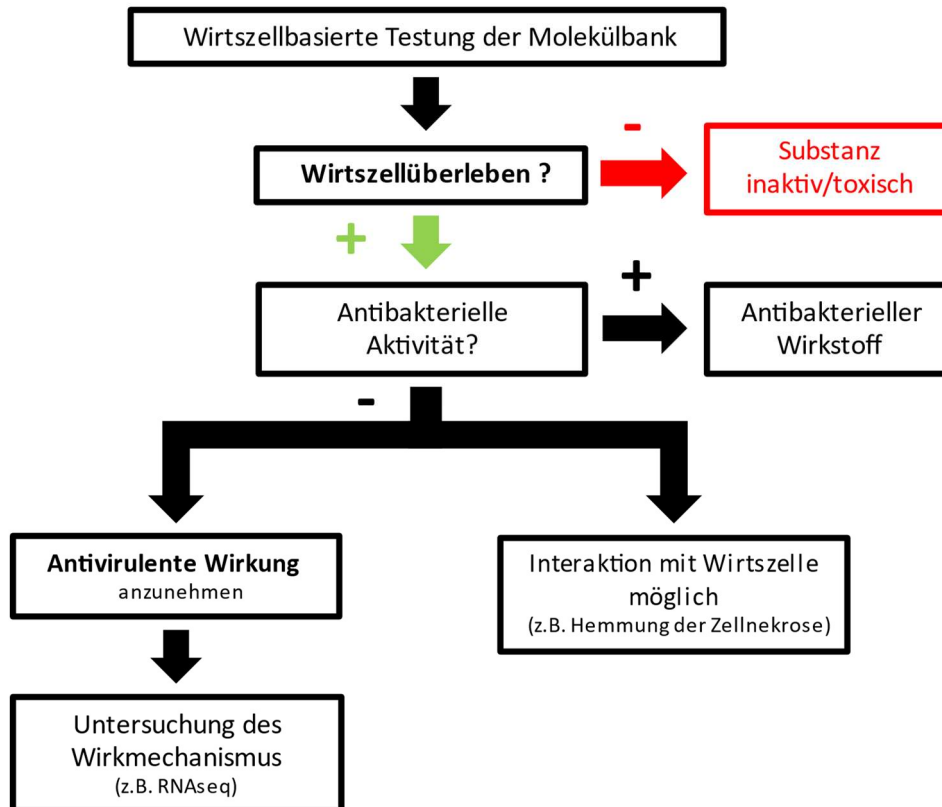 Wirtszellbasierte Testung der Molekülbank
-
Wirtszellüberleben ?
Substanz
inaktiv/toxisch
+
+
Antibakterielle
Aktivität?
Antibakterieller
Wirkstoff
-
Antivirulente Wirkung
anzunehmen
Interaktion mit Wirtszelle
möglich
(z.B. Hemmung der Zellnekrose)
Untersuchung des
Wirkmechanismus
(z.B. RNAseq)